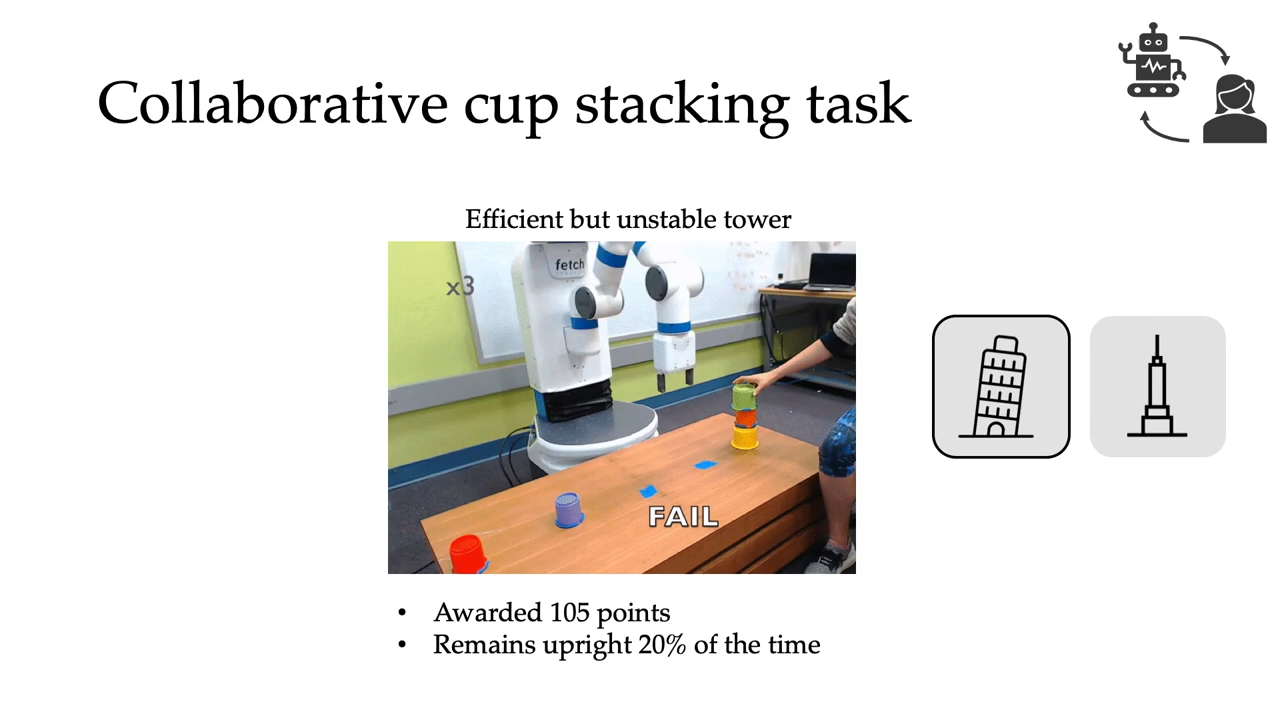 Collaborative cup stacking task
Efficient but unstable tower
fetch
x3
FAIL
• Awarded 105 points
• Remains upright 20% of the time